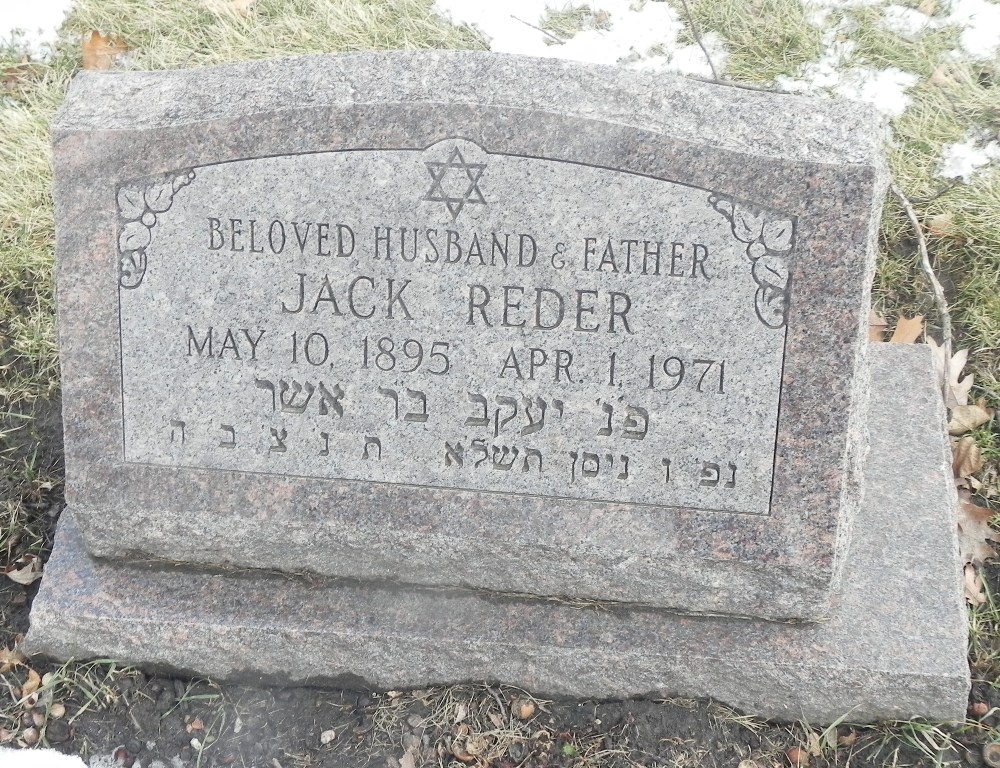 BELOVED HUSBAND & FATHER
JACK REDER
MAY 10, 1895 APR. 1, 1971
פנ יעקב בר אשר
נפ ו ניסן תשלא ת נ צ ב ה